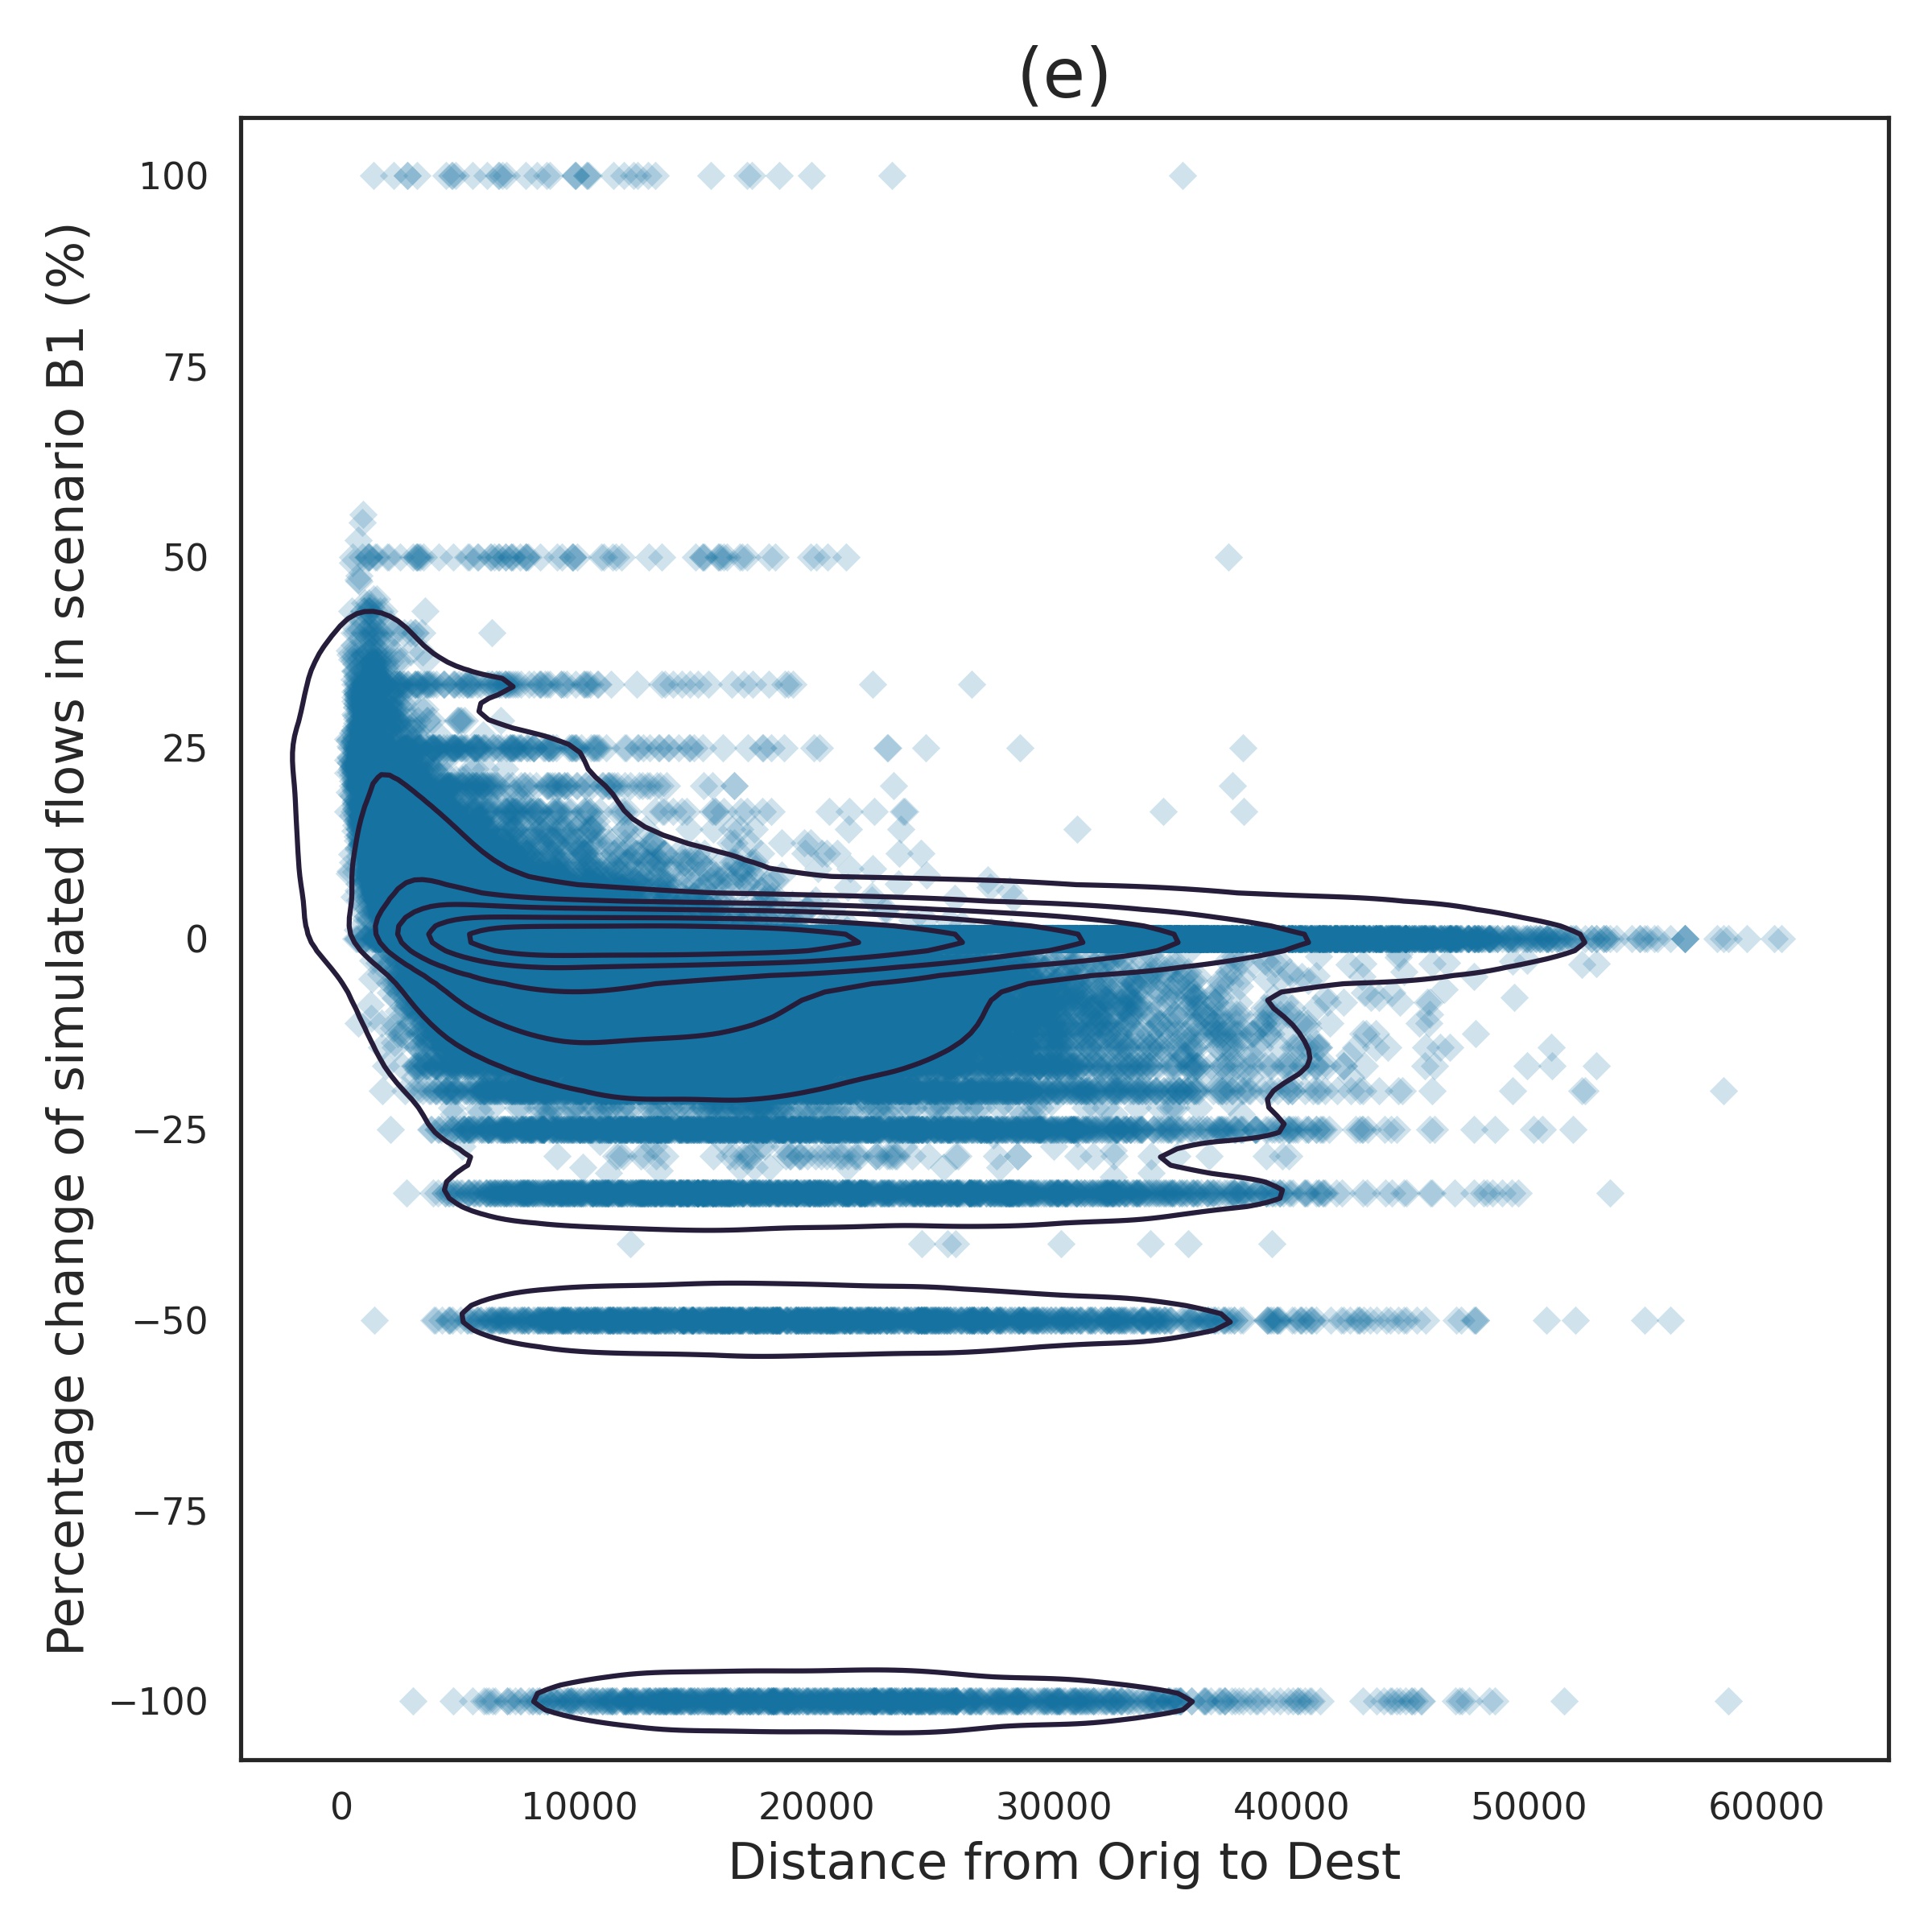 (e)
Percentage change of simulated flows in scenario B1 (%)
100
75
50
25
0
−25
−50
−75
−100
0 10000 20000 30000 40000 50000 60000
Distance from Orig to Dest